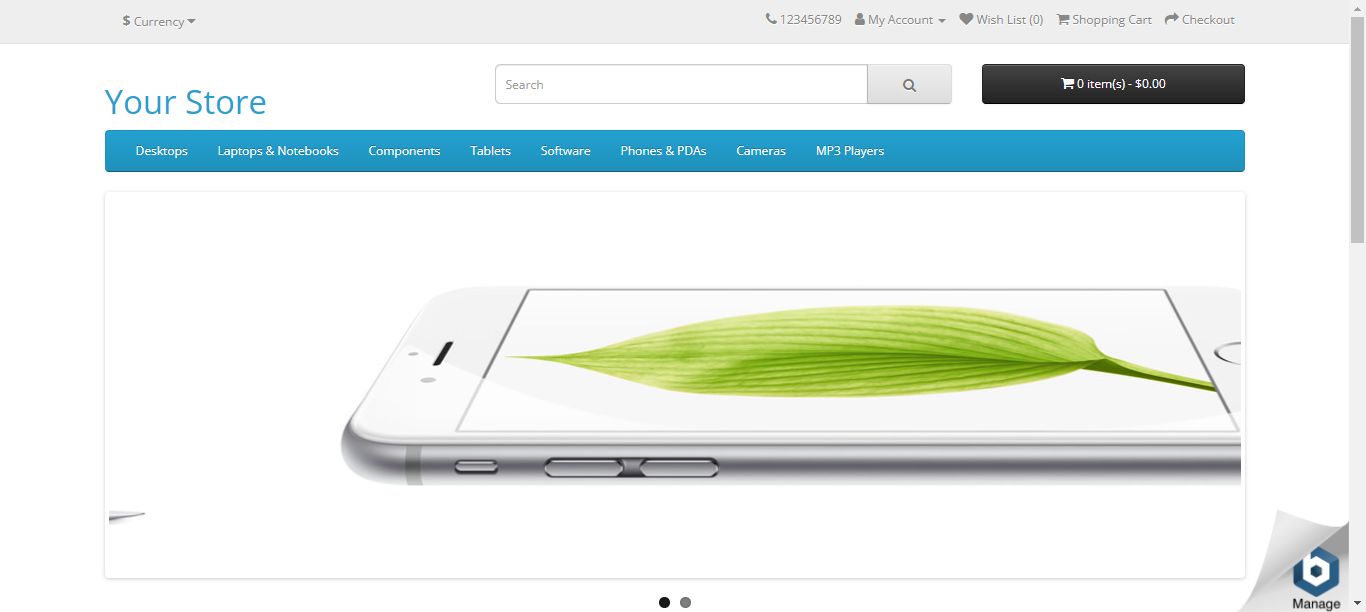 $ Currency
123456789 My Account Wish List (0) Shopping Cart Checkout
Your Store
Search
0 item(s) - $0.00
Desktops Laptops & Notebooks Components Tablets Software Phones & PDAs Cameras MP3 Players
Manage